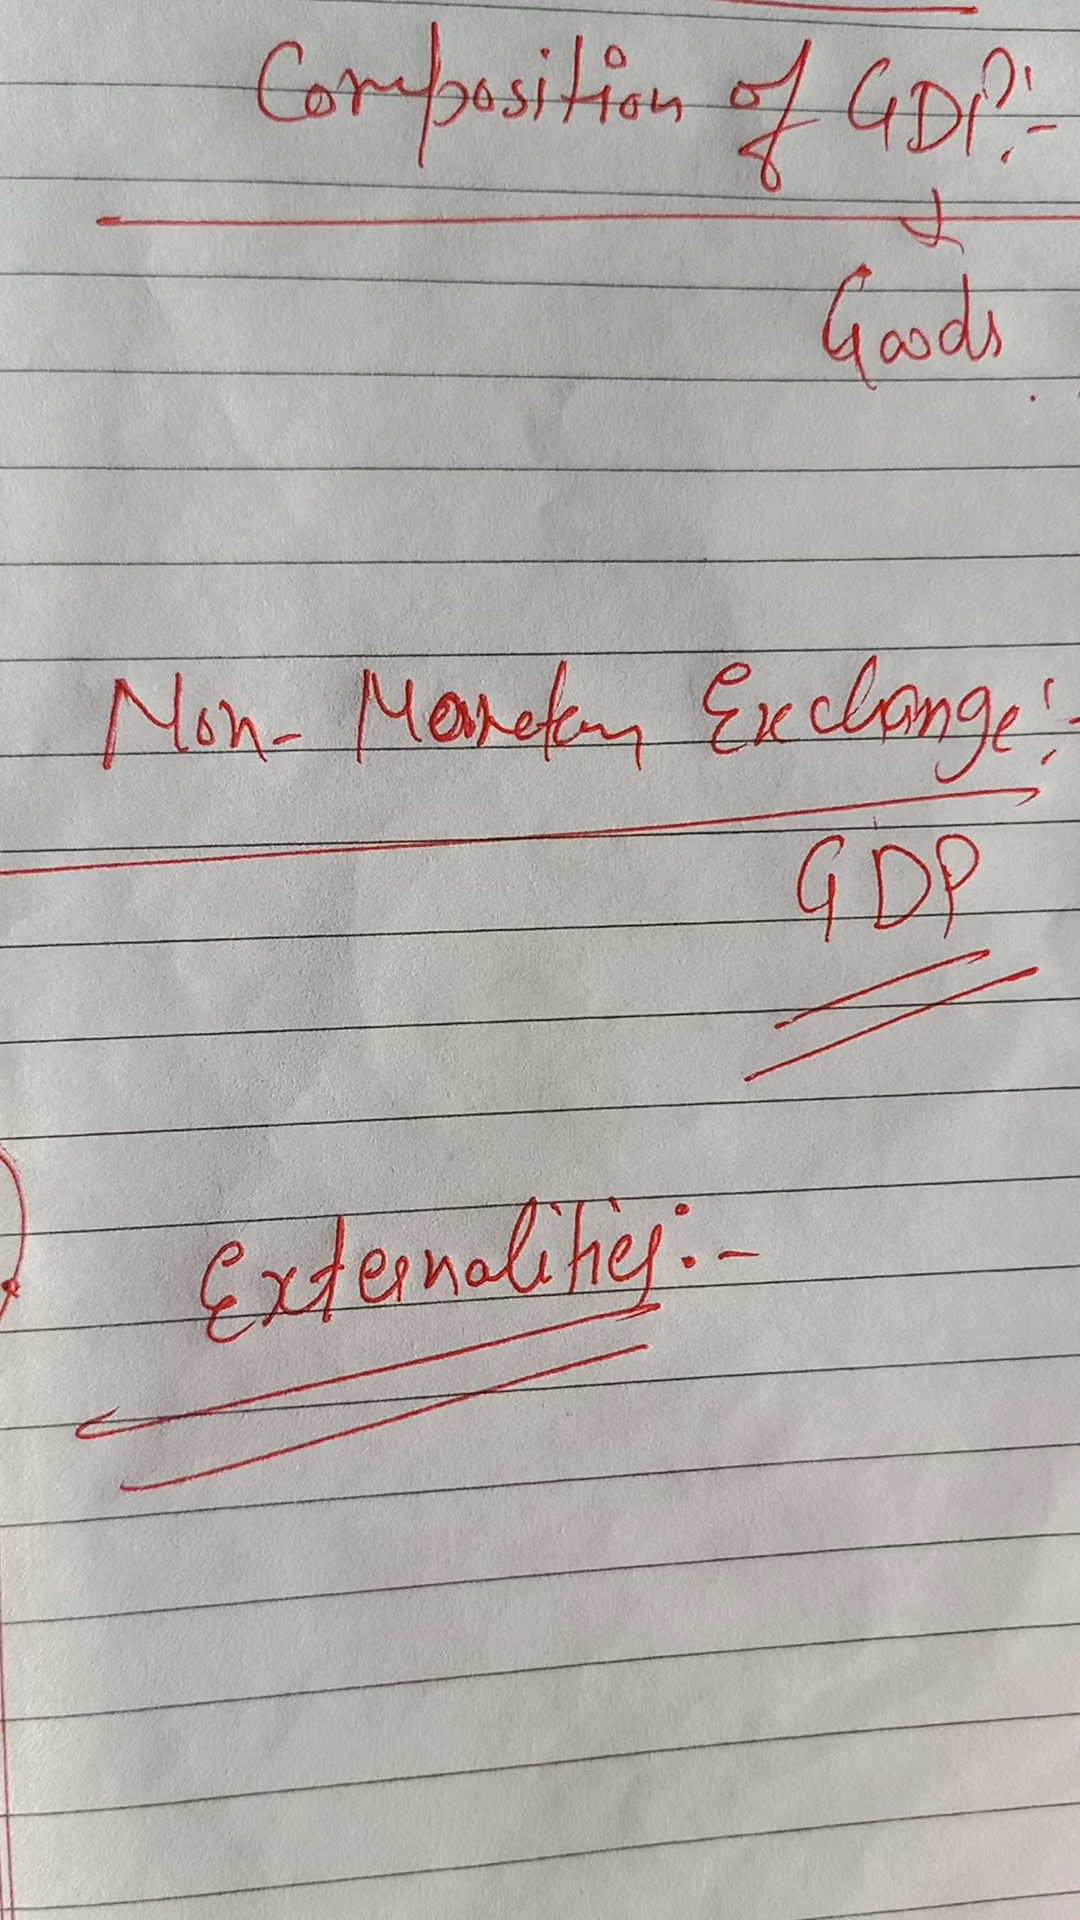 Composition of GDP:-
Goods
Non-Monetary Exchange:-
GDP
Externalities:-